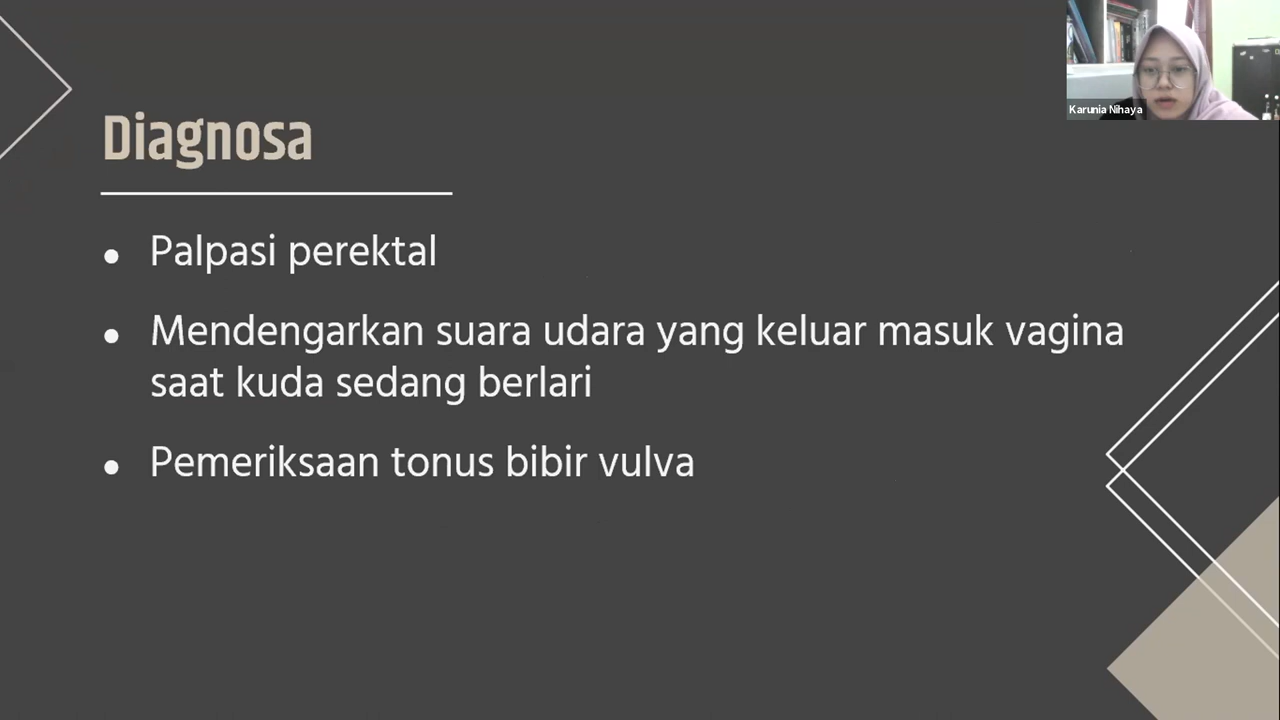 Karunia Nihaya
Diagnosa
● Palpasi perektal
● Mendengarkan suara udara yang keluar masuk vagina
saat kuda sedang berlari
● Pemeriksaan tonus bibir vulva